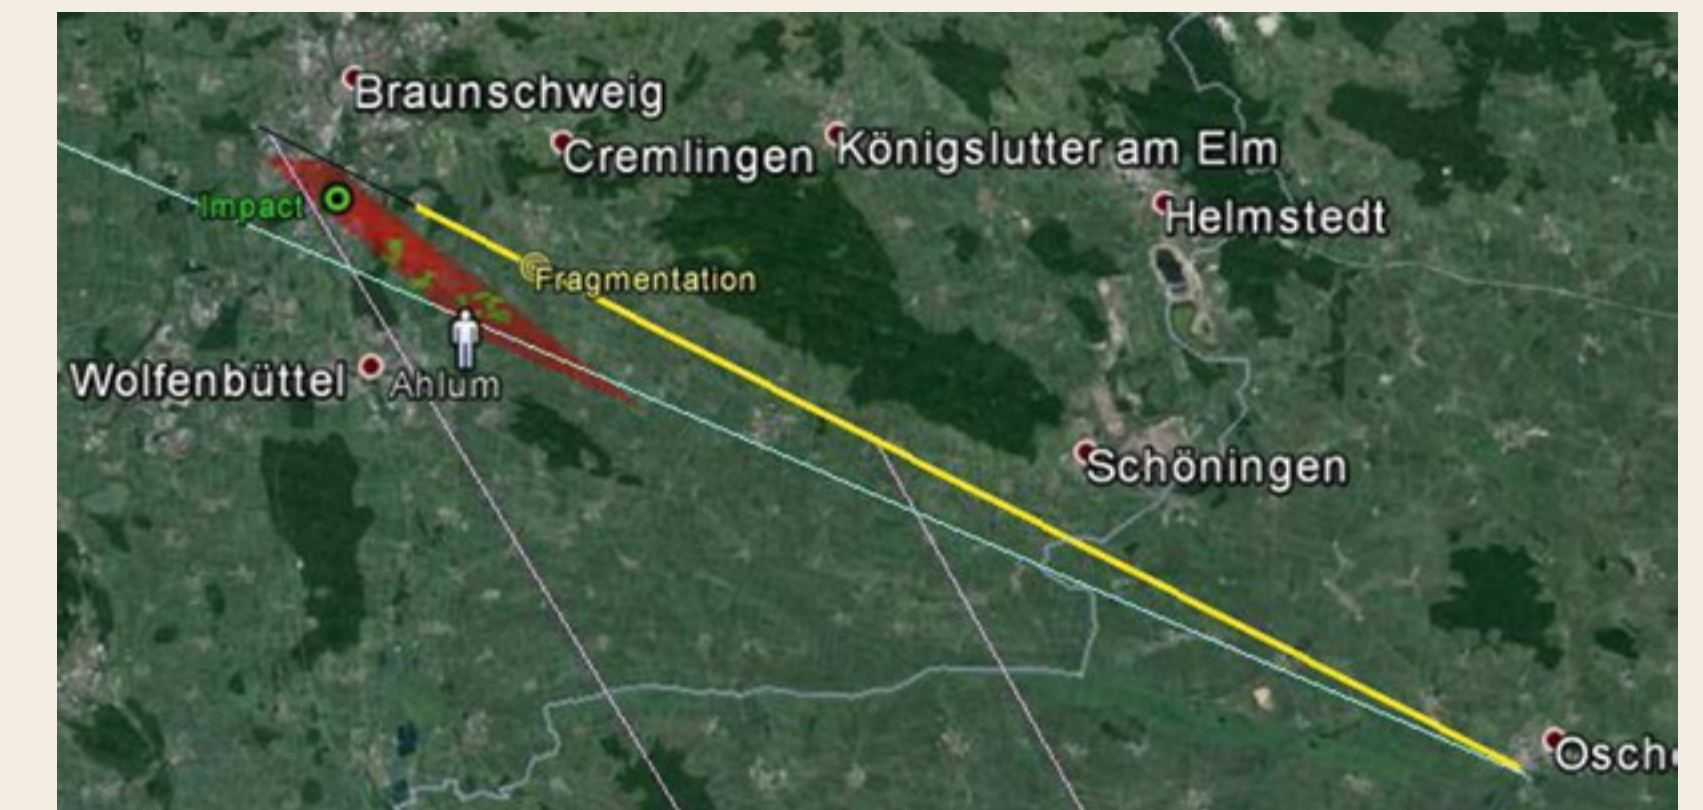 Braunschweig
Cremlingen
Königslutter am Elm
Impact
Helmstedt
Fragmentation
Wolfenbüttel
Ahlum
Schöningen